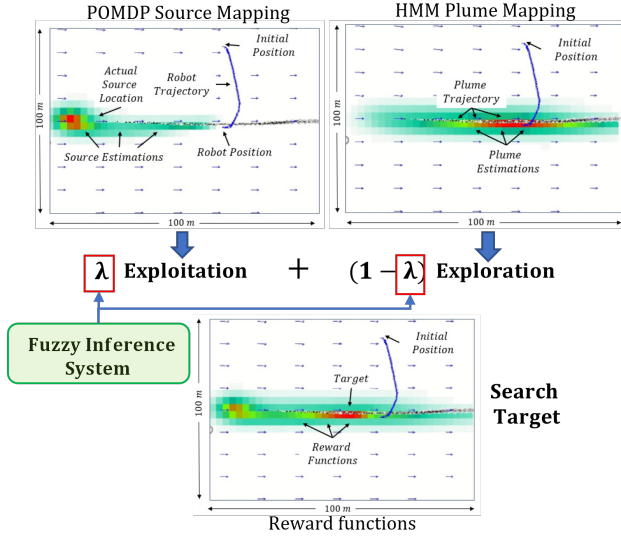 POMDP Source Mapping
HMM Plume Mapping
Initial
Position
Actual
Source
Location
Robot
Trajectory
Source Estimations
Robot Position
100 m
100 m
Initial
Position
Plume
Trajectory
Plume
Estimations
100 m
100 m
λ Exploitation + (1 − λ) Exploration
Fuzzy Inference
System
Initial
Position
Target
Reward
Functions
100 m
100 m
Search
Target
Reward functions